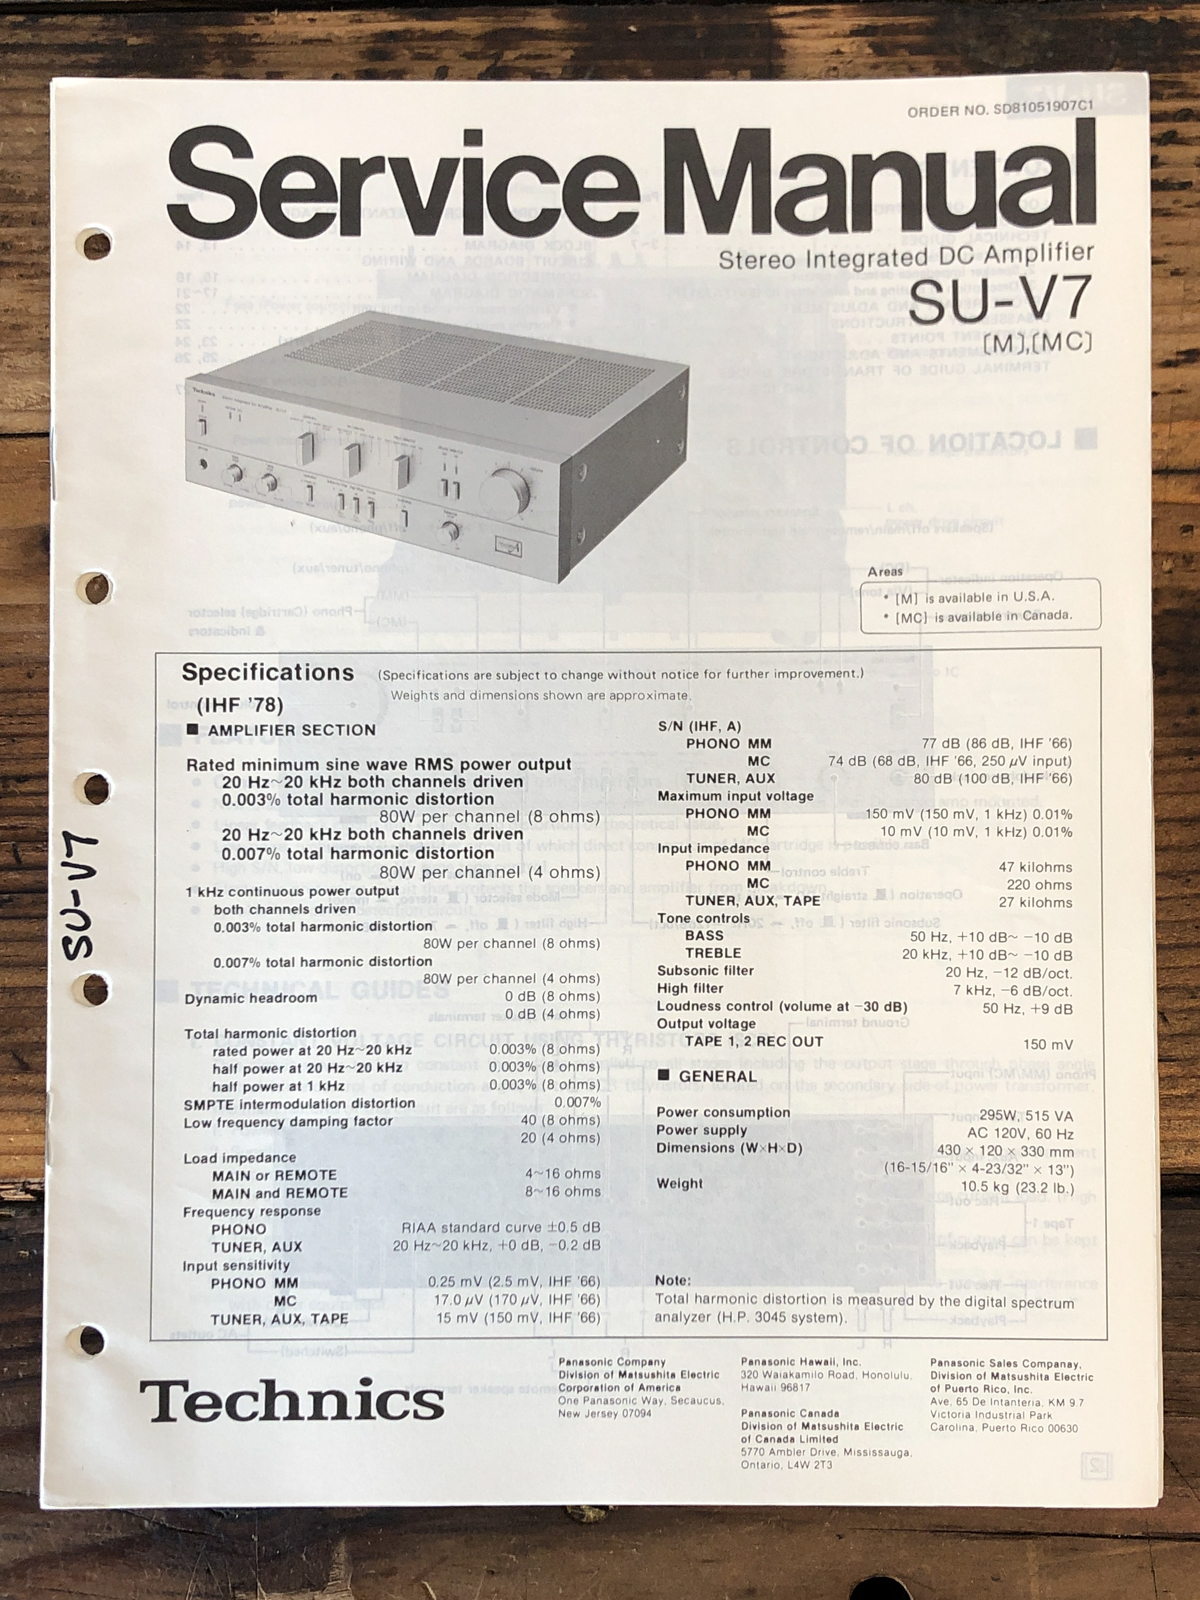 ORDER NO. SD81051907C1
Service Manual
Stereo Integrated DC Amplifier
SU-V7
[M],[MC]
Technics
Areas
* [M] is available in U.S.A.
* [MC] is available in Canada.
SU-V7
Specifications (Specifications are subject to change without notice for further improvement.)
Weights and dimensions shown are approximate.
(IHF '78)
■ AMPLIFIER SECTION
Rated minimum sine wave RMS power output
20 Hz~20 kHz both channels driven
0.003% total harmonic distortion
80W per channel (8 ohms)
20 Hz~20 kHz both channels driven
0.007% total harmonic distortion
80W per channel (4 ohms)
1 kHz continuous power output
both channels driven
0.003% total harmonic distortion
80W per channel (8 ohms)
0.007% total harmonic distortion
80W per channel (4 ohms)
Dynamic headroom 0 dB (8 ohms)
0 dB (4 ohms)
Total harmonic distortion
rated power at 20 Hz~20 kHz 0.003% (8 ohms)
half power at 20 Hz~20 kHz 0.003% (8 ohms)
half power at 1 kHz 0.003% (8 ohms)
SMPTE intermodulation distortion 0.007%
Low frequency damping factor 40 (8 ohms)
20 (4 ohms)
Load impedance
MAIN or REMOTE 4~16 ohms
MAIN and REMOTE 8~16 ohms
Frequency response
PHONO RIAA standard curve ±0.5 dB
TUNER, AUX 20 Hz~20 kHz, +0 dB, −0.2 dB
Input sensitivity
PHONO MM 0.25 mV (2.5 mV, IHF '66)
MC 17.0 μV (170 μV, IHF '66)
TUNER, AUX, TAPE 15 mV (150 mV, IHF '66)
S/N (IHF, A)
PHONO MM 77 dB (86 dB, IHF '66)
MC 74 dB (68 dB, IHF '66, 250 μV input)
TUNER, AUX 80 dB (100 dB, IHF '66)
Maximum input voltage
PHONO MM 150 mV (150 mV, 1 kHz) 0.01%
MC 10 mV (10 mV, 1 kHz) 0.01%
Input impedance
PHONO MM 47 kilohms
MC 220 ohms
TUNER, AUX, TAPE 27 kilohms
Tone controls
BASS 50 Hz, +10 dB~ −10 dB
TREBLE 20 kHz, +10 dB~ −10 dB
Subsonic filter 20 Hz, −12 dB/oct.
High filter 7 kHz, −6 dB/oct.
Loudness control (volume at −30 dB) 50 Hz, +9 dB
Output voltage
TAPE 1, 2 REC OUT 150 mV
■ GENERAL
Power consumption 295W, 515 VA
Power supply AC 120V, 60 Hz
Dimensions (W×H×D) 430 × 120 × 330 mm
(16-15/16" × 4-23/32" × 13")
Weight 10.5 kg (23.2 lb.)
Note:
Total harmonic distortion is measured by the digital spectrum
analyzer (H.P. 3045 system).
Technics
Panasonic Company
Division of Matsushita Electric
Corporation of America
One Panasonic Way, Secaucus,
New Jersey 07094
Panasonic Hawaii, Inc.
320 Waiakamilo Road, Honolulu,
Hawaii 96817
Panasonic Canada
Division of Matsushita Electric
of Canada Limited
5770 Ambler Drive, Mississauga,
Ontario, L4W 2T3
Panasonic Sales Companay,
Division of Matsushita Electric
of Puerto Rico, Inc.
Ave. 65 De Intanteria, KM 9.7
Victoria Industrial Park
Carolina, Puerto Rico 00630